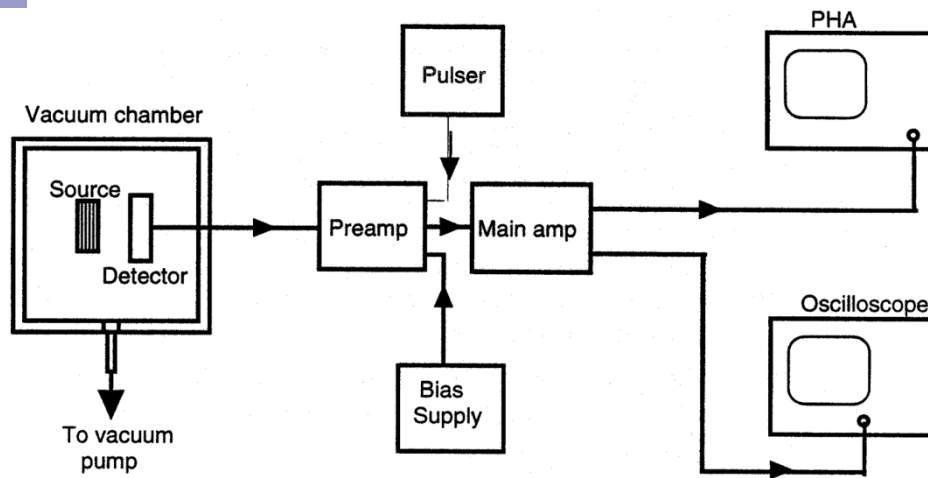 PHA
Pulser
Vacuum chamber
Source
Preamp
Main amp
Detector
Oscilloscope
Bias
Supply
To vacuum
pump